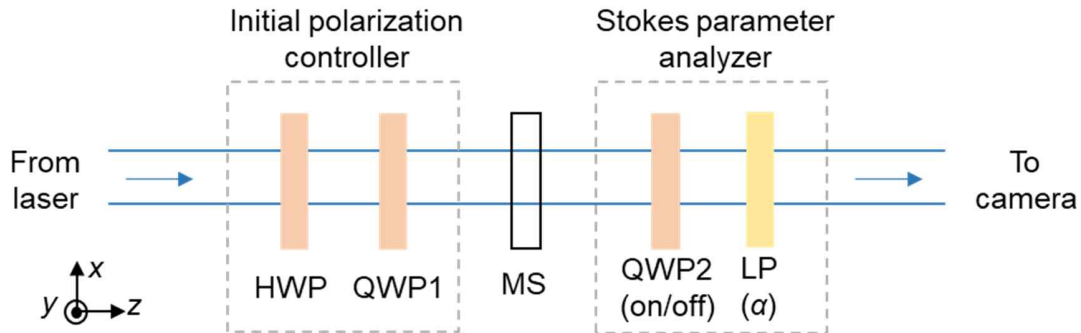 Initial polarization
controller
Stokes parameter
analyzer
From
laser
To
camera
HWP
QWP1
MS
QWP2
(on/off)
LP
(α)
x
y
z